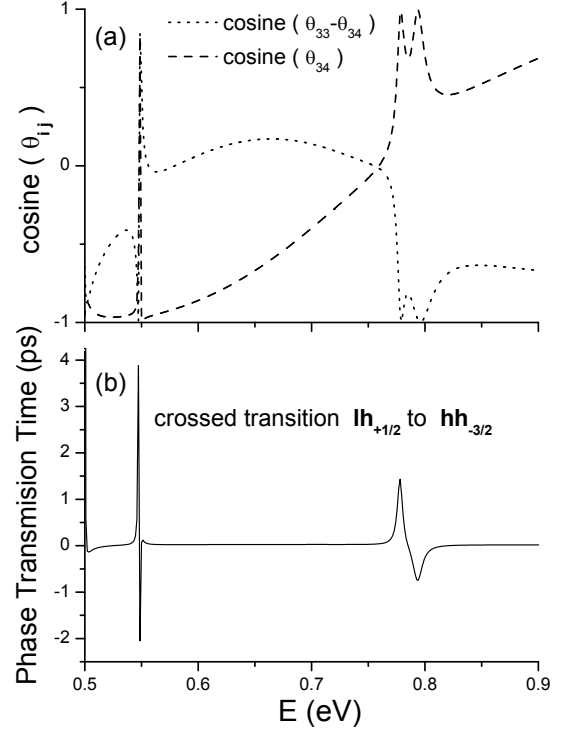 (a)
cosine ( θ33-θ34)
cosine ( θ34)
cosine ( θi j )
1
0
-1
(b)
crossed transition lh+1/2 to hh-3/2
Phase Transmision Time (ps)
4
3
2
1
0
-1
-2
0.5 0.6 0.7 0.8 0.9
E (eV)